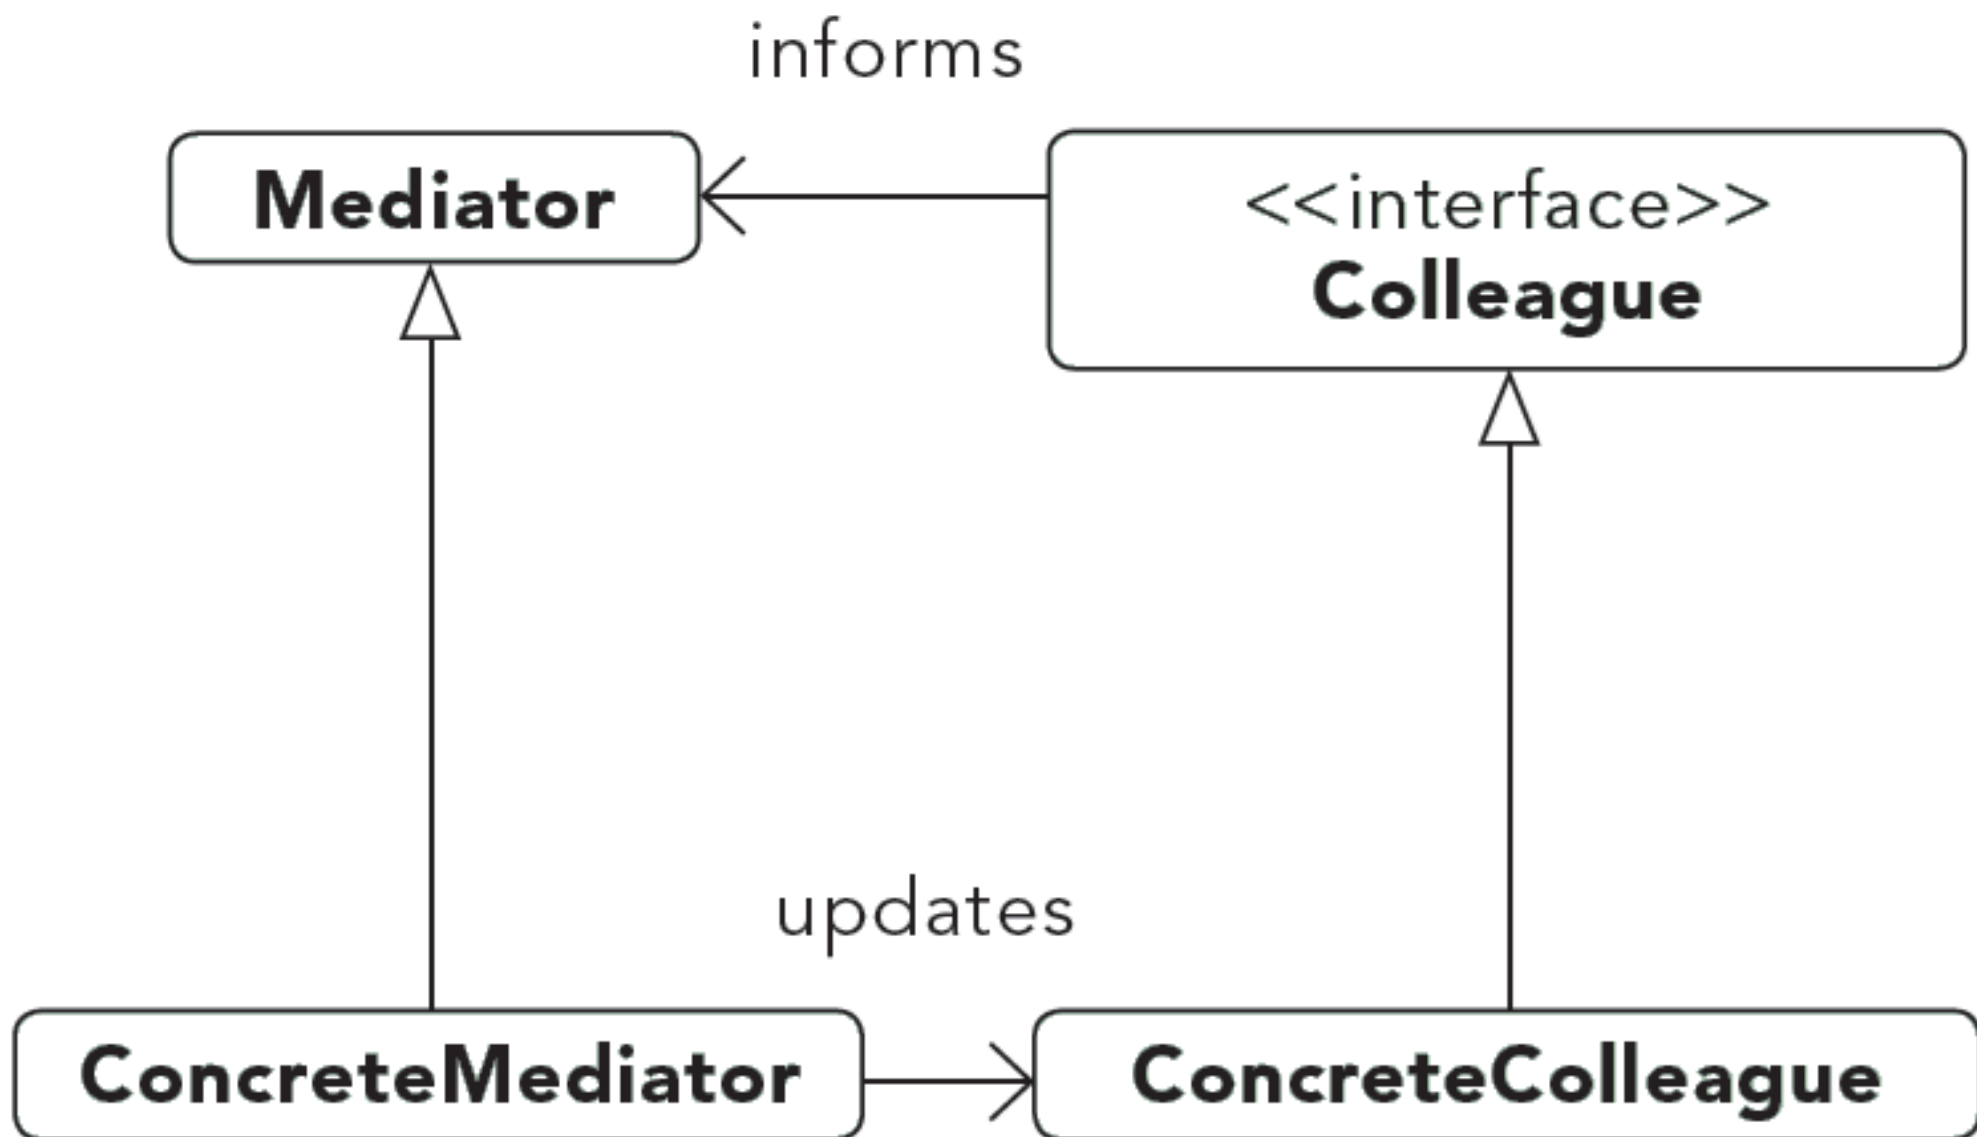 informs
Mediator
<<interface>>
Colleague
updates
ConcreteMediator
ConcreteColleague